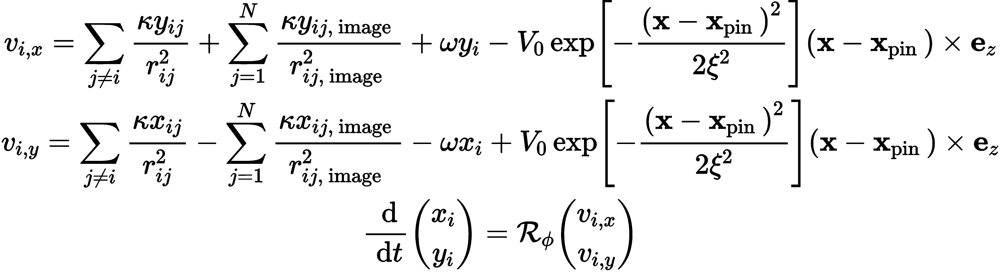 $v_{i,x} = \sum_{j \neq i} \frac{\kappa y_{ij}}{r_{ij}^2} + \sum_{j=1}^{N} \frac{\kappa y_{ij,\text{ image}}}{r_{ij,\text{ image}}^2} + \omega y_i - V_0 \exp\left[-\frac{(\mathbf{x} - \mathbf{x}_{\text{pin}})^2}{2\xi^2}\right] (\mathbf{x} - \mathbf{x}_{\text{pin}}) \times \mathbf{e}_z$
$v_{i,y} = \sum_{j \neq i} \frac{\kappa x_{ij}}{r_{ij}^2} - \sum_{j=1}^{N} \frac{\kappa x_{ij,\text{ image}}}{r_{ij,\text{ image}}^2} - \omega x_i + V_0 \exp\left[-\frac{(\mathbf{x} - \mathbf{x}_{\text{pin}})^2}{2\xi^2}\right] (\mathbf{x} - \mathbf{x}_{\text{pin}}) \times \mathbf{e}_z$
$\frac{\mathrm{d}}{\mathrm{d}t} \begin{pmatrix} x_i \\ y_i \end{pmatrix} = \mathcal{R}_\phi \begin{pmatrix} v_{i,x} \\ v_{i,y} \end{pmatrix}$